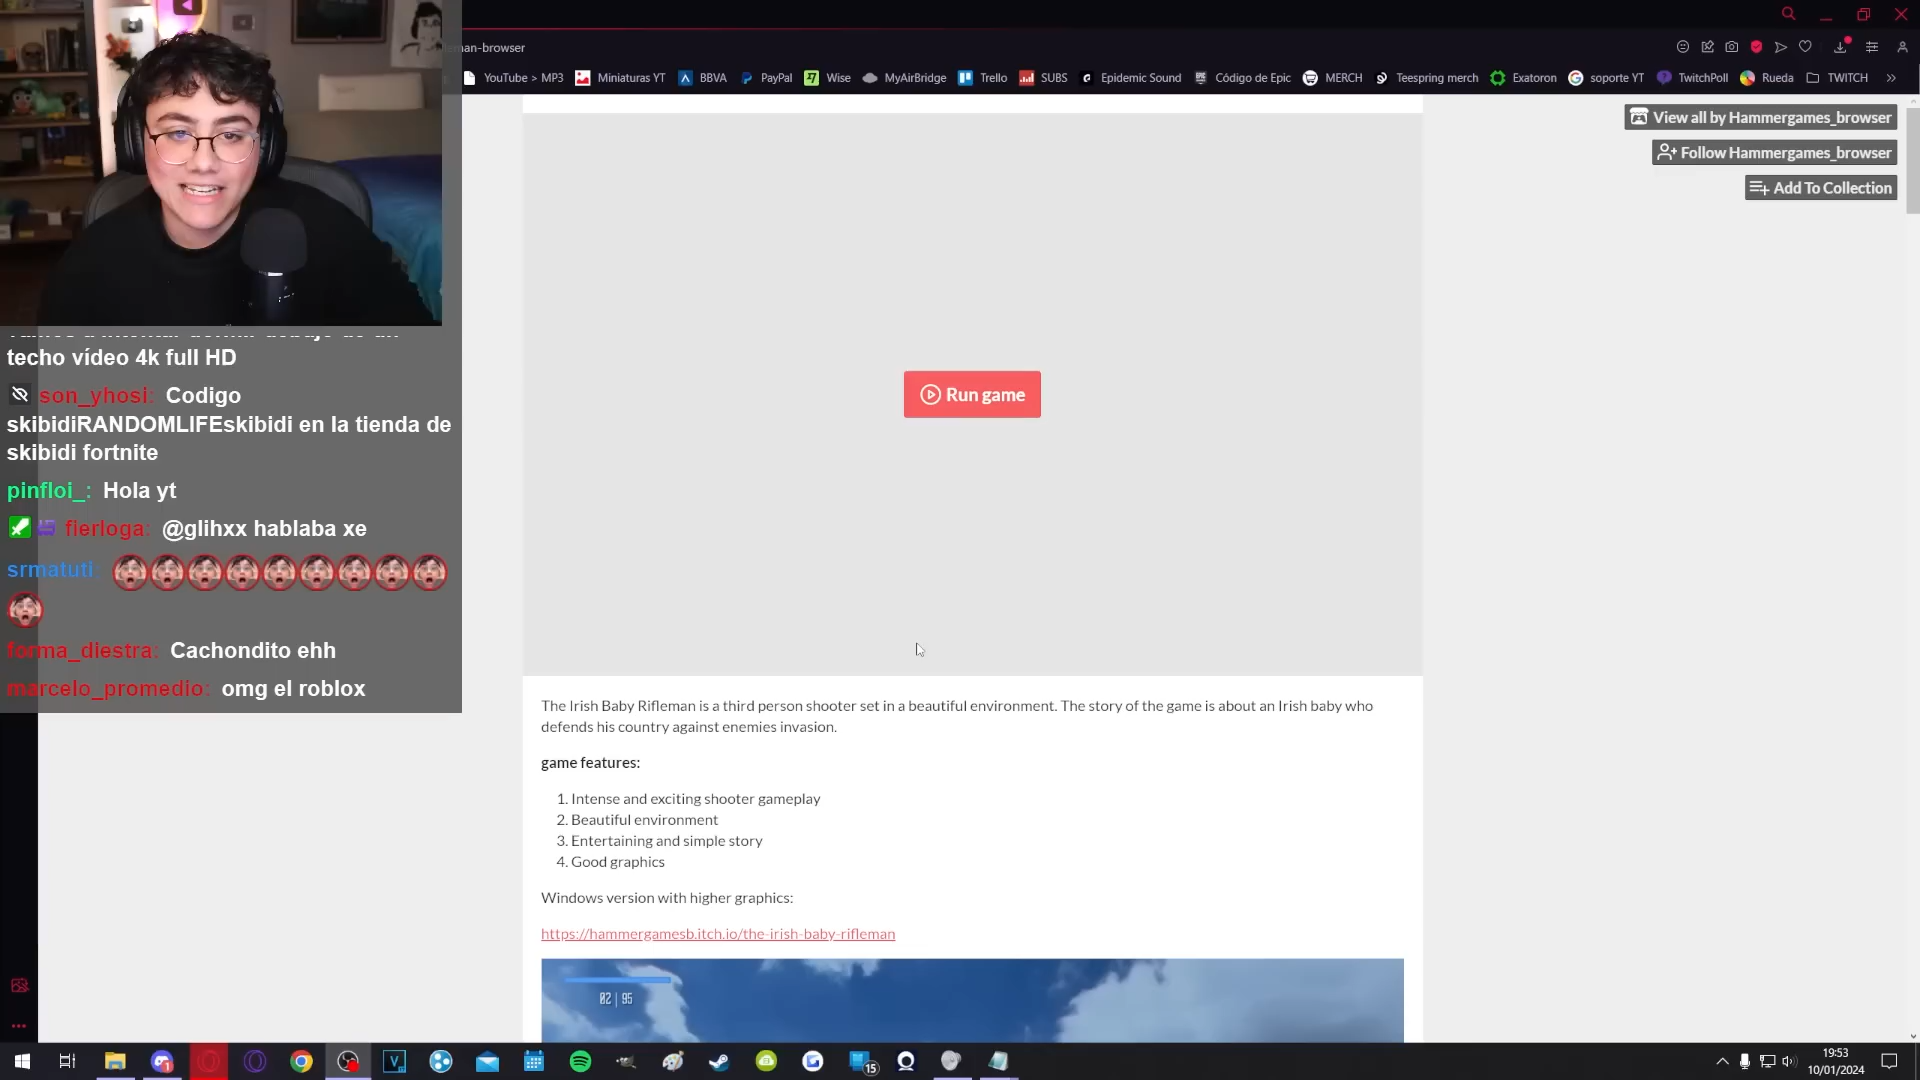 man-browser
YouTube > MP3
Miniaturas YT
BBVA
PayPal
Wise
MyAirBridge
Trello
SUBS
Epidemic Sound
Código de Epic
MERCH
Teespring merch
Exatoron
soporte YT
TwitchPoll
Rueda
TWITCH
View all by Hammergames_browser
Follow Hammergames_browser
Add To Collection
techo vídeo 4k full HD
son_yhosi: Codigo
skibidiRANDOMLIFEskibidi en la tienda de
skibidi fortnite
pinfloi_: Hola yt
fierloga: @glihxx hablaba xe
srmatuti:
forma_diestra: Cachondito ehh
marcelo_promedio: omg el roblox
Run game
The Irish Baby Rifleman is a third person shooter set in a beautiful environment. The story of the game is about an Irish baby who
defends his country against enemies invasion.
game features:
1. Intense and exciting shooter gameplay
2. Beautiful environment
3. Entertaining and simple story
4. Good graphics
Windows version with higher graphics:
https://hammergamesb.itch.io/the-irish-baby-rifleman
02 | 95
15
19:53
10/01/2024